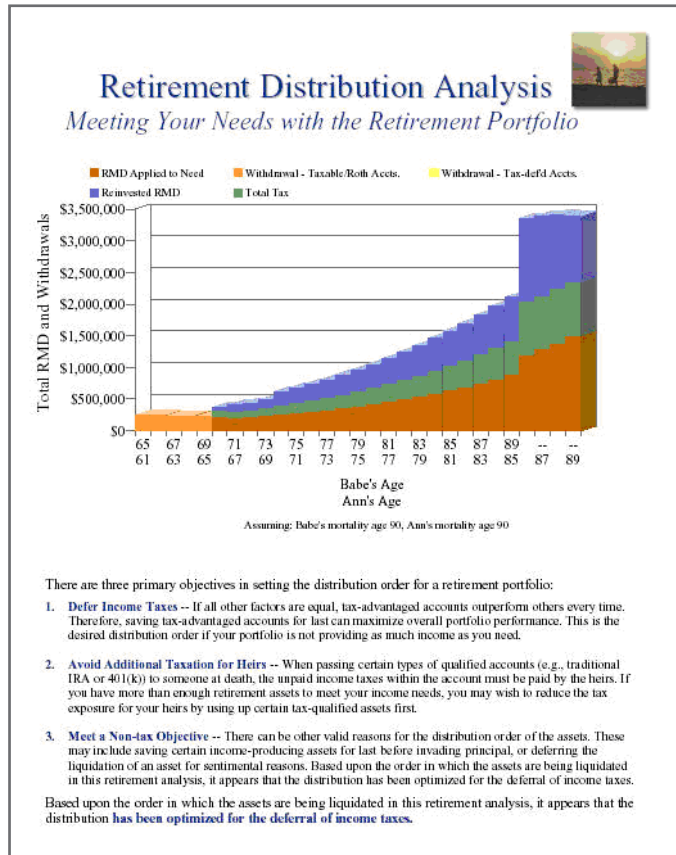 Retirement Distribution Analysis
Meeting Your Needs with the Retirement Portfolio
RMD Applied to Need
Withdrawal - Taxable/Roth Accts.
Withdrawal - Tax-def'd Accts.
Reinvested RMD
Total Tax
Total RMD and Withdrawals
$3,500,000
$3,000,000
$2,500,000
$2,000,000
$1,500,000
$1,000,000
$500,000
$0
65 67 69 71 73 75 77 79 81 83 85 87 89 -- --
61 63 65 67 69 71 73 75 77 79 81 83 85 87 89
Babe's Age
Ann's Age
Assuming: Babe's mortality age 90, Ann's mortality age 90
There are three primary objectives in setting the distribution order for a retirement portfolio:
1. Defer Income Taxes -- If all other factors are equal, tax-advantaged accounts outperform others every time.
Therefore, saving tax-advantaged accounts for last can maximize overall portfolio performance. This is the
desired distribution order if your portfolio is not providing as much income as you need.
2. Avoid Additional Taxation for Heirs -- When passing certain types of qualified accounts (e.g., traditional
IRA or 401(k)) to someone at death, the unpaid income taxes within the account must be paid by the heirs. If
you have more than enough retirement assets to meet your income needs, you may wish to reduce the tax
exposure for your heirs by using up certain tax-qualified assets first.
3. Meet a Non-tax Objective -- There can be other valid reasons for the distribution order of the assets. These
may include saving certain income-producing assets for last before invading principal, or deferring the
liquidation of an asset for sentimental reasons. Based upon the order in which the assets are being liquidated
in this retirement analysis, it appears that the distribution has been optimized for the deferral of income taxes.
Based upon the order in which the assets are being liquidated in this retirement analysis, it appears that the
distribution has been optimized for the deferral of income taxes.